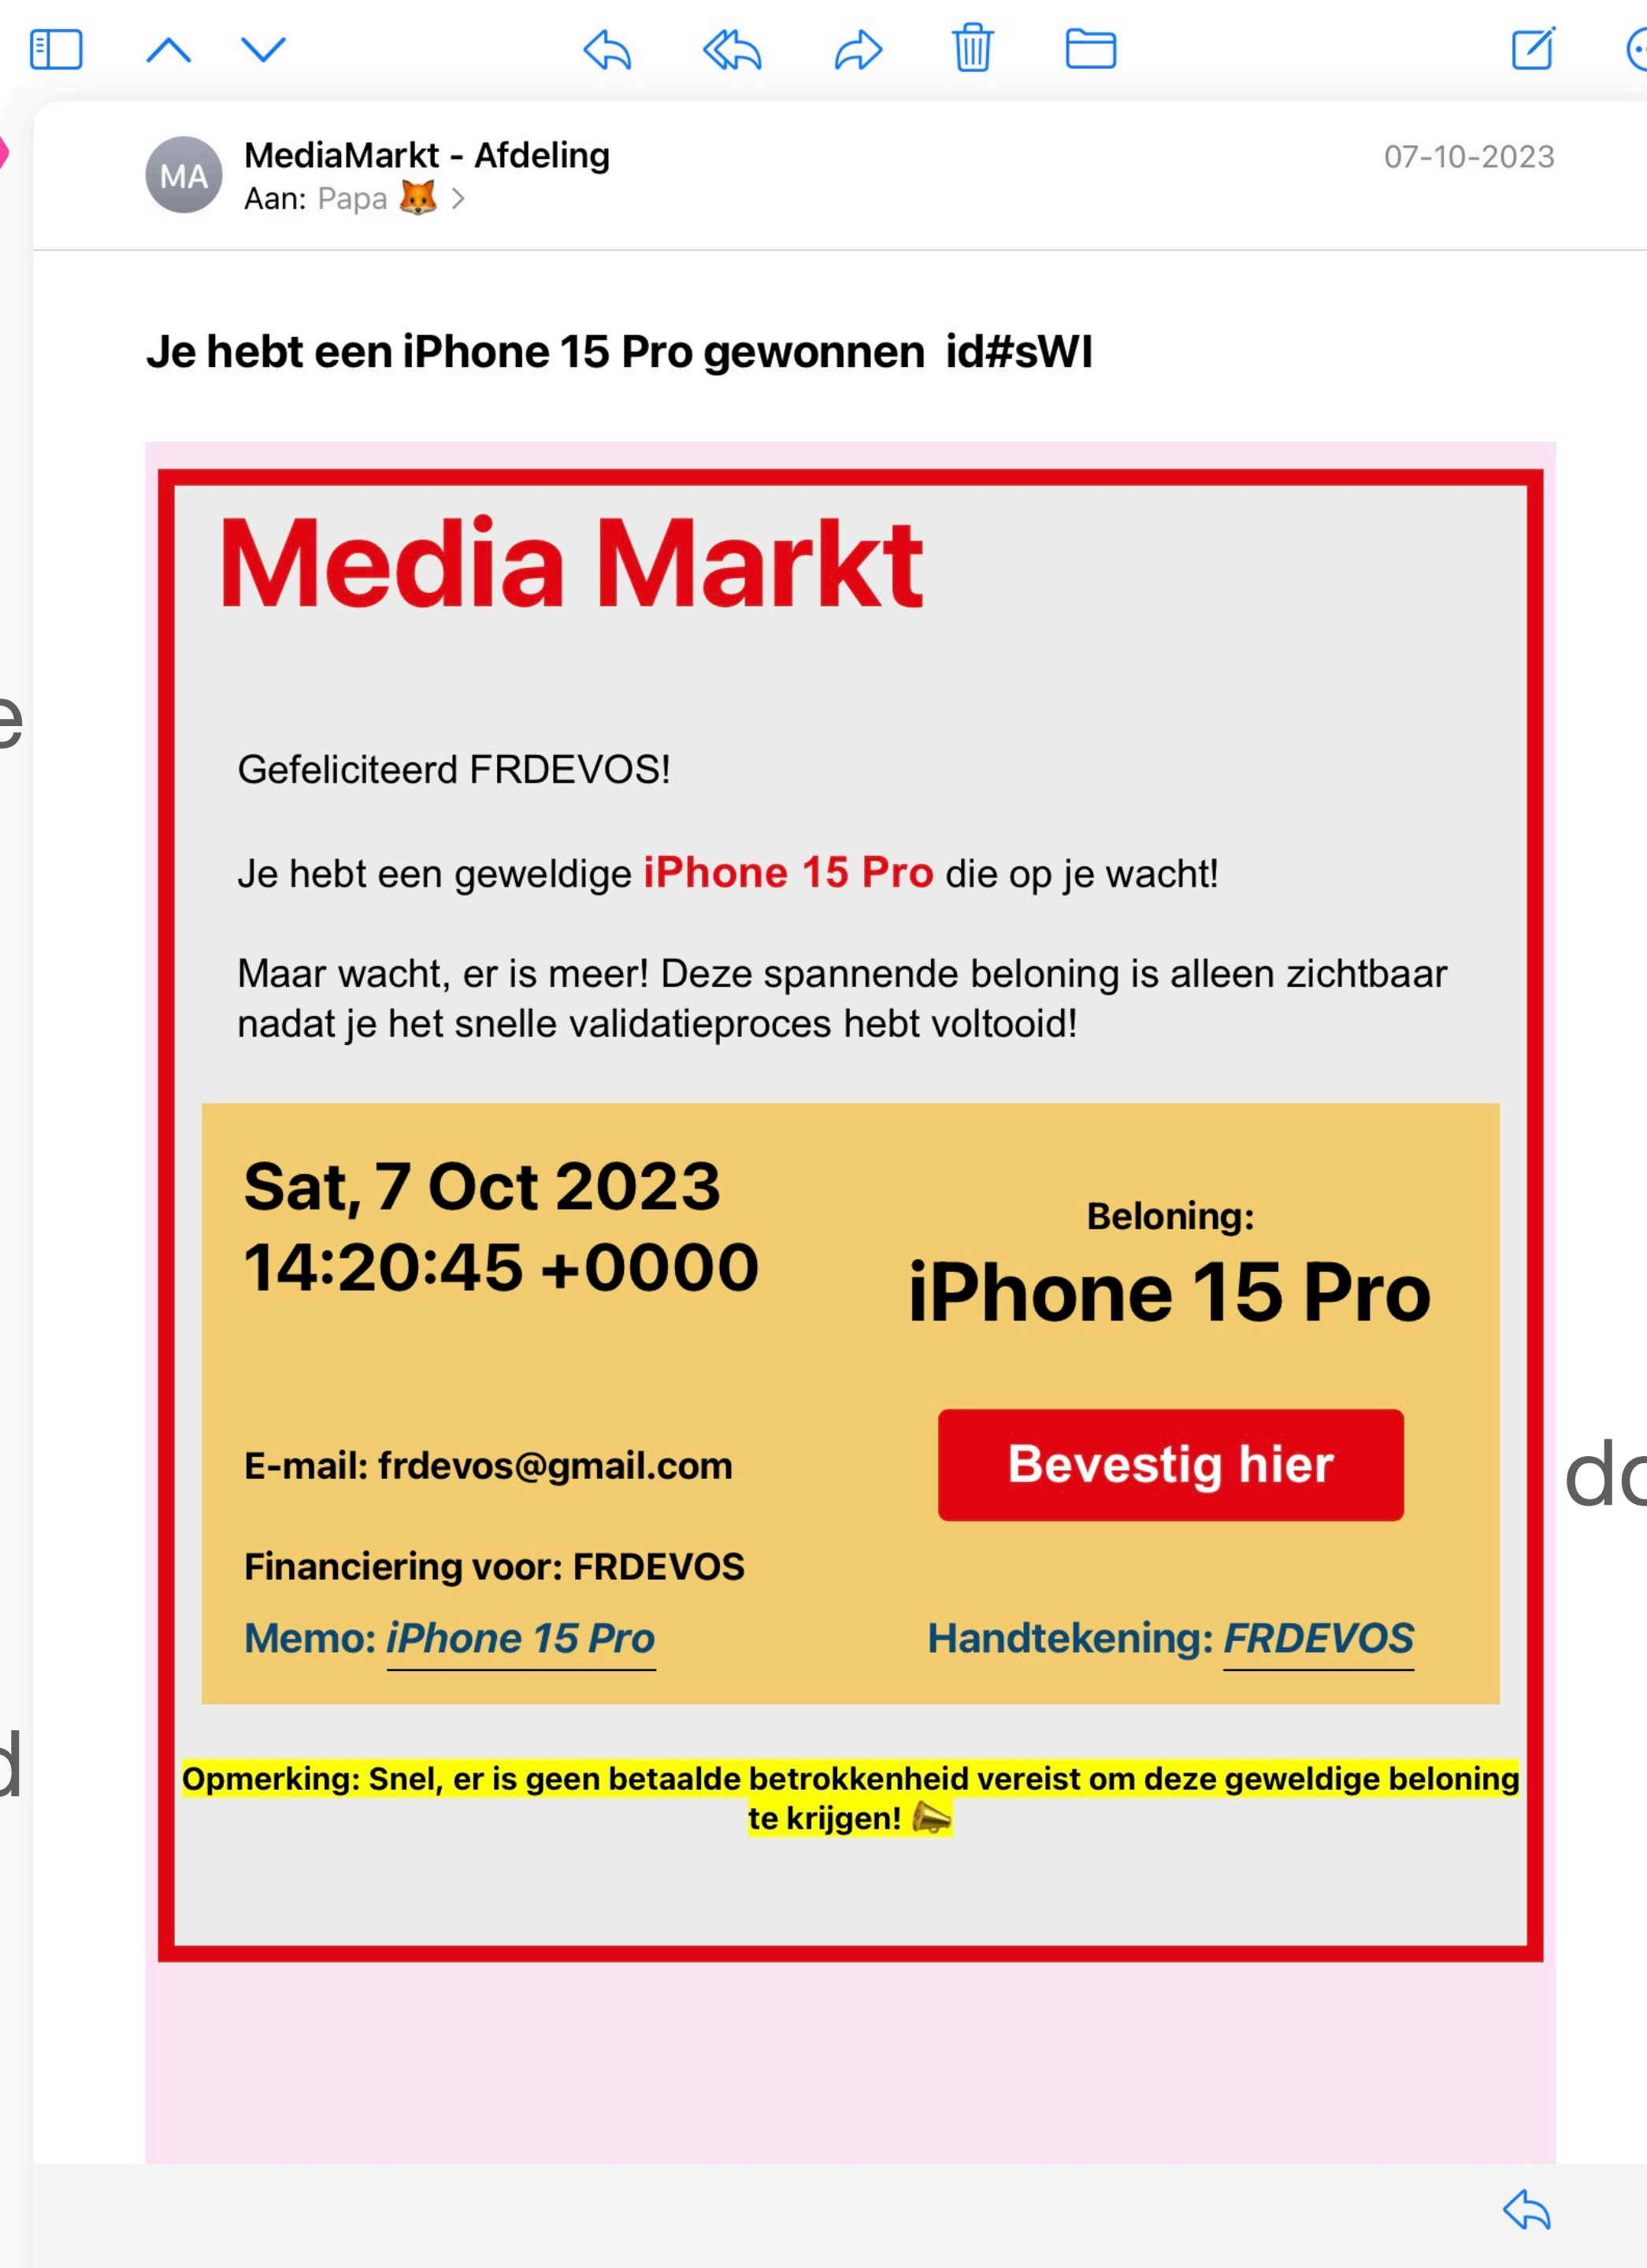 MA
MediaMarkt - Afdeling
07-10-2023
Aan: Papa 🦊 >
Je hebt een iPhone 15 Pro gewonnen  id#sWI
Media Markt
Gefeliciteerd FRDEVOS!
Je hebt een geweldige iPhone 15 Pro die op je wacht!
Maar wacht, er is meer! Deze spannende beloning is alleen zichtbaar
nadat je het snelle validatieproces hebt voltooid!
Sat, 7 Oct 2023
14:20:45 +0000
Beloning:
iPhone 15 Pro
E-mail: frdevos@gmail.com
Bevestig hier
Financiering voor: FRDEVOS
Memo: iPhone 15 Pro
Handtekening: FRDEVOS
Opmerking: Snel, er is geen betaalde betrokkenheid vereist om deze geweldige beloning
te krijgen! 📣